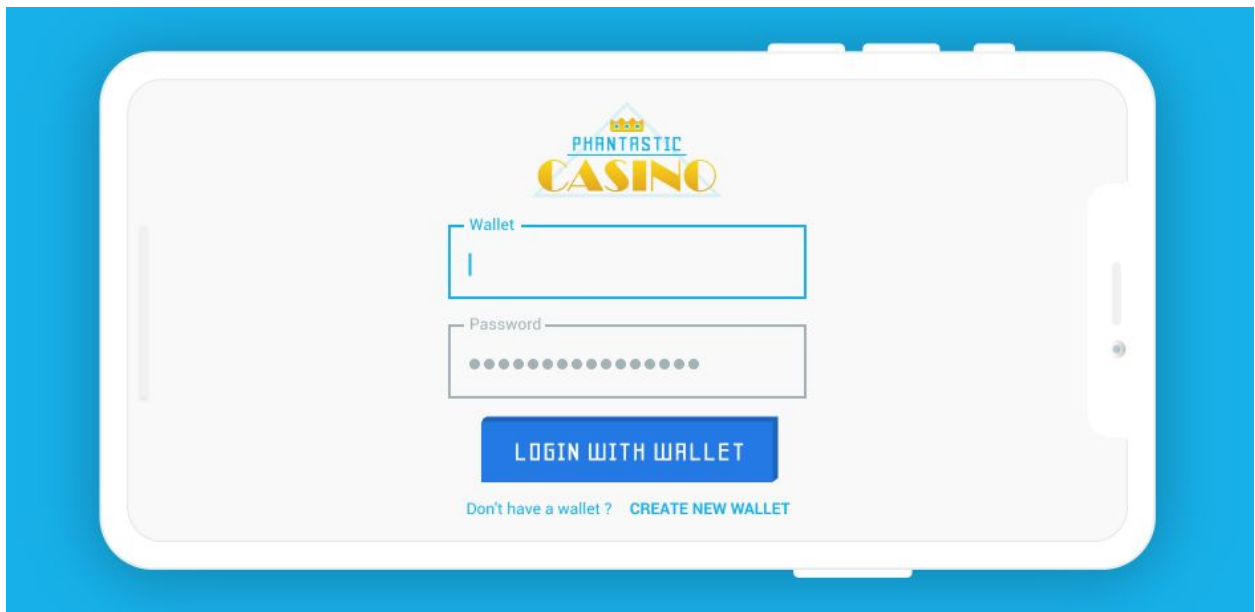 PHANTASTIC
CASINO
Wallet
Password
LOGIN WITH WALLET
Don't have a wallet ? CREATE NEW WALLET